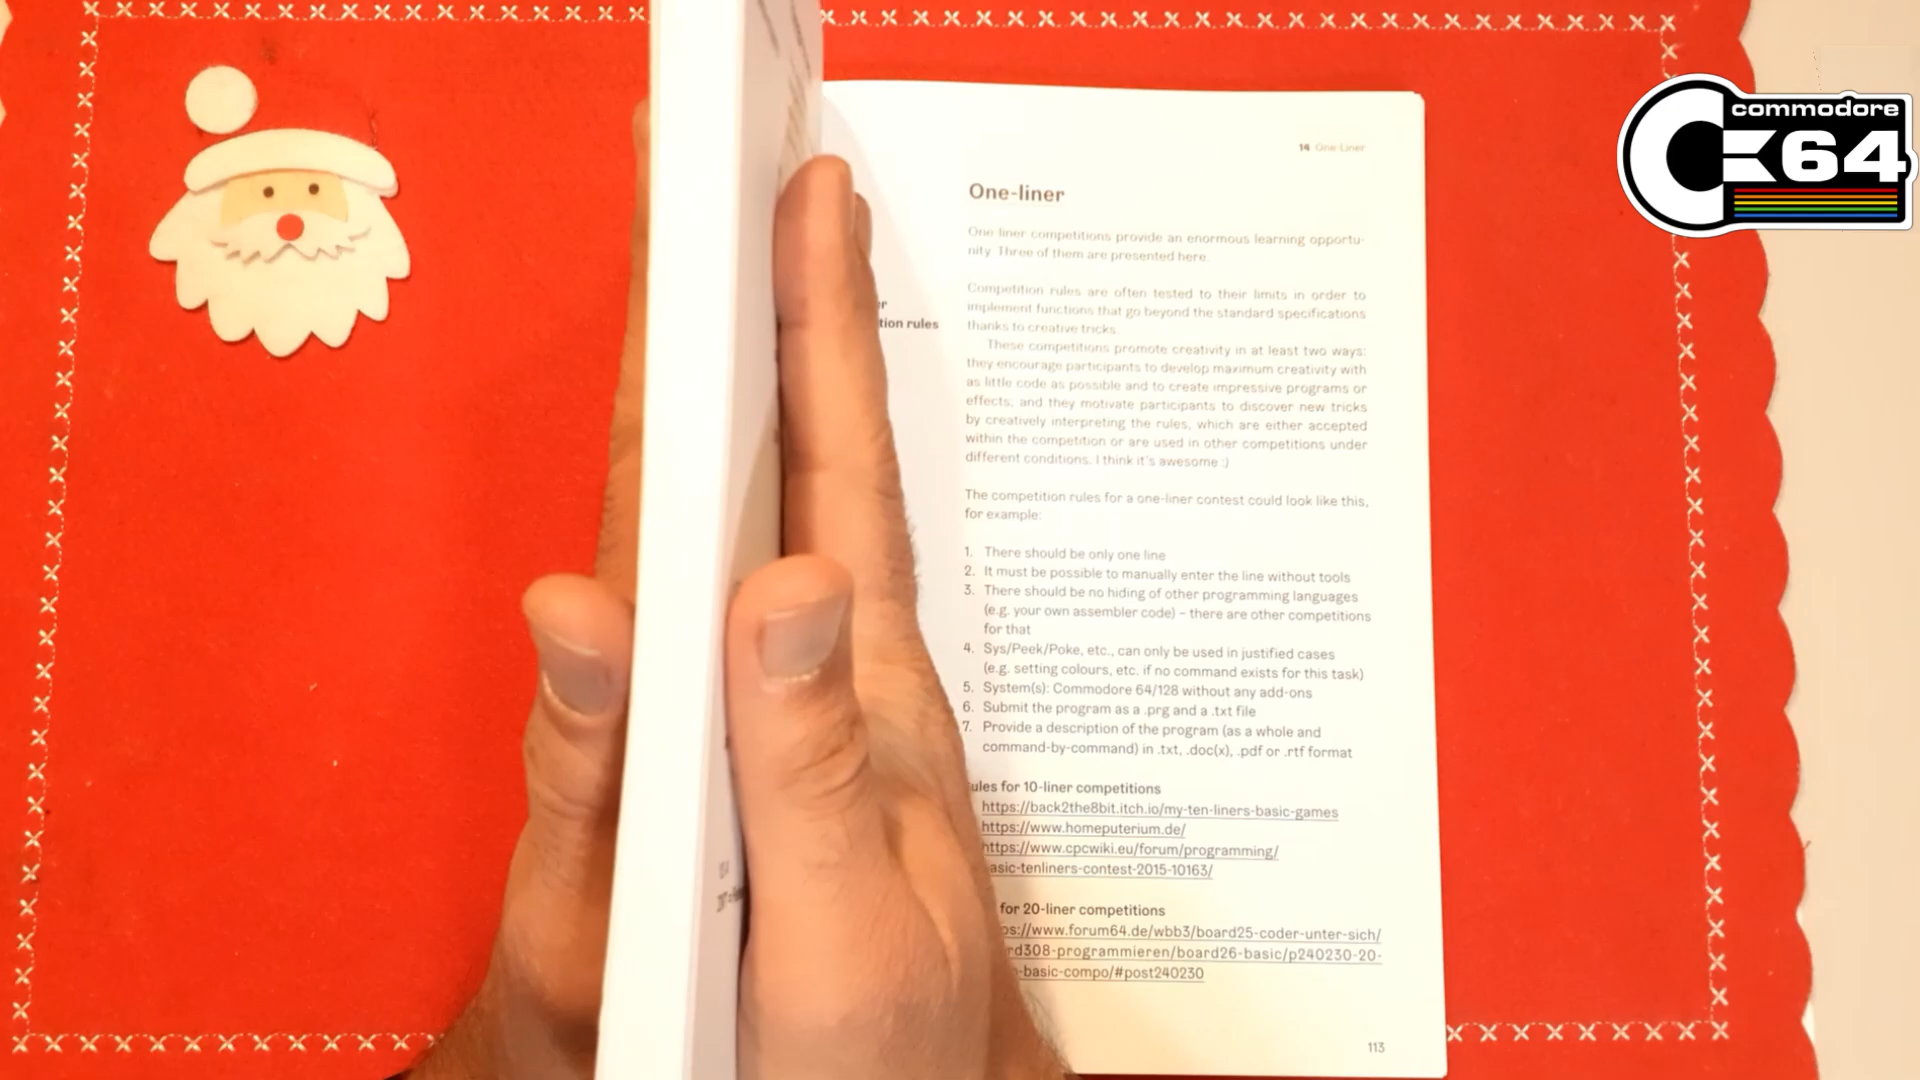 commodore
64
14 One Liner
One-liner
One liner competitions provide an enormous learning opportu-
nity. Three of them are presented here.
tion rules
Competition rules are often tested to their limits in order to
implement functions that go beyond the standard specifications
thanks to creative tricks.
These competitions promote creativity in at least two ways:
they encourage participants to develop maximum creativity with
as little code as possible and to create impressive programs or
effects; and they motivate participants to discover new tricks
by creatively interpreting the rules, which are either accepted
within the competition or are used in other competitions under
different conditions. I think it's awesome :)
The competition rules for a one-liner contest could look like this,
for example:
1. There should be only one line
2. It must be possible to manually enter the line without tools
3. There should be no hiding of other programming languages
(e.g. your own assembler code) – there are other competitions
for that
4. Sys/Peek/Poke, etc., can only be used in justified cases
(e.g. setting colours, etc. if no command exists for this task)
5. System(s): Commodore 64/128 without any add-ons
6. Submit the program as a .prg and a .txt file
7. Provide a description of the program (as a whole and
command-by-command) in .txt, .doc(x), .pdf or .rtf format
ules for 10-liner competitions
https://back2the8bit.itch.io/my-ten-liners-basic-games
https://www.homeputerium.de/
https://www.cpcwiki.eu/forum/programming/
asic-tenliners-contest-2015-10163/
for 20-liner competitions
ps://www.forum64.de/wbb3/board25-coder-unter-sich/
rd308-programmieren/board26-basic/p240230-20-
-basic-compo/#post240230
113